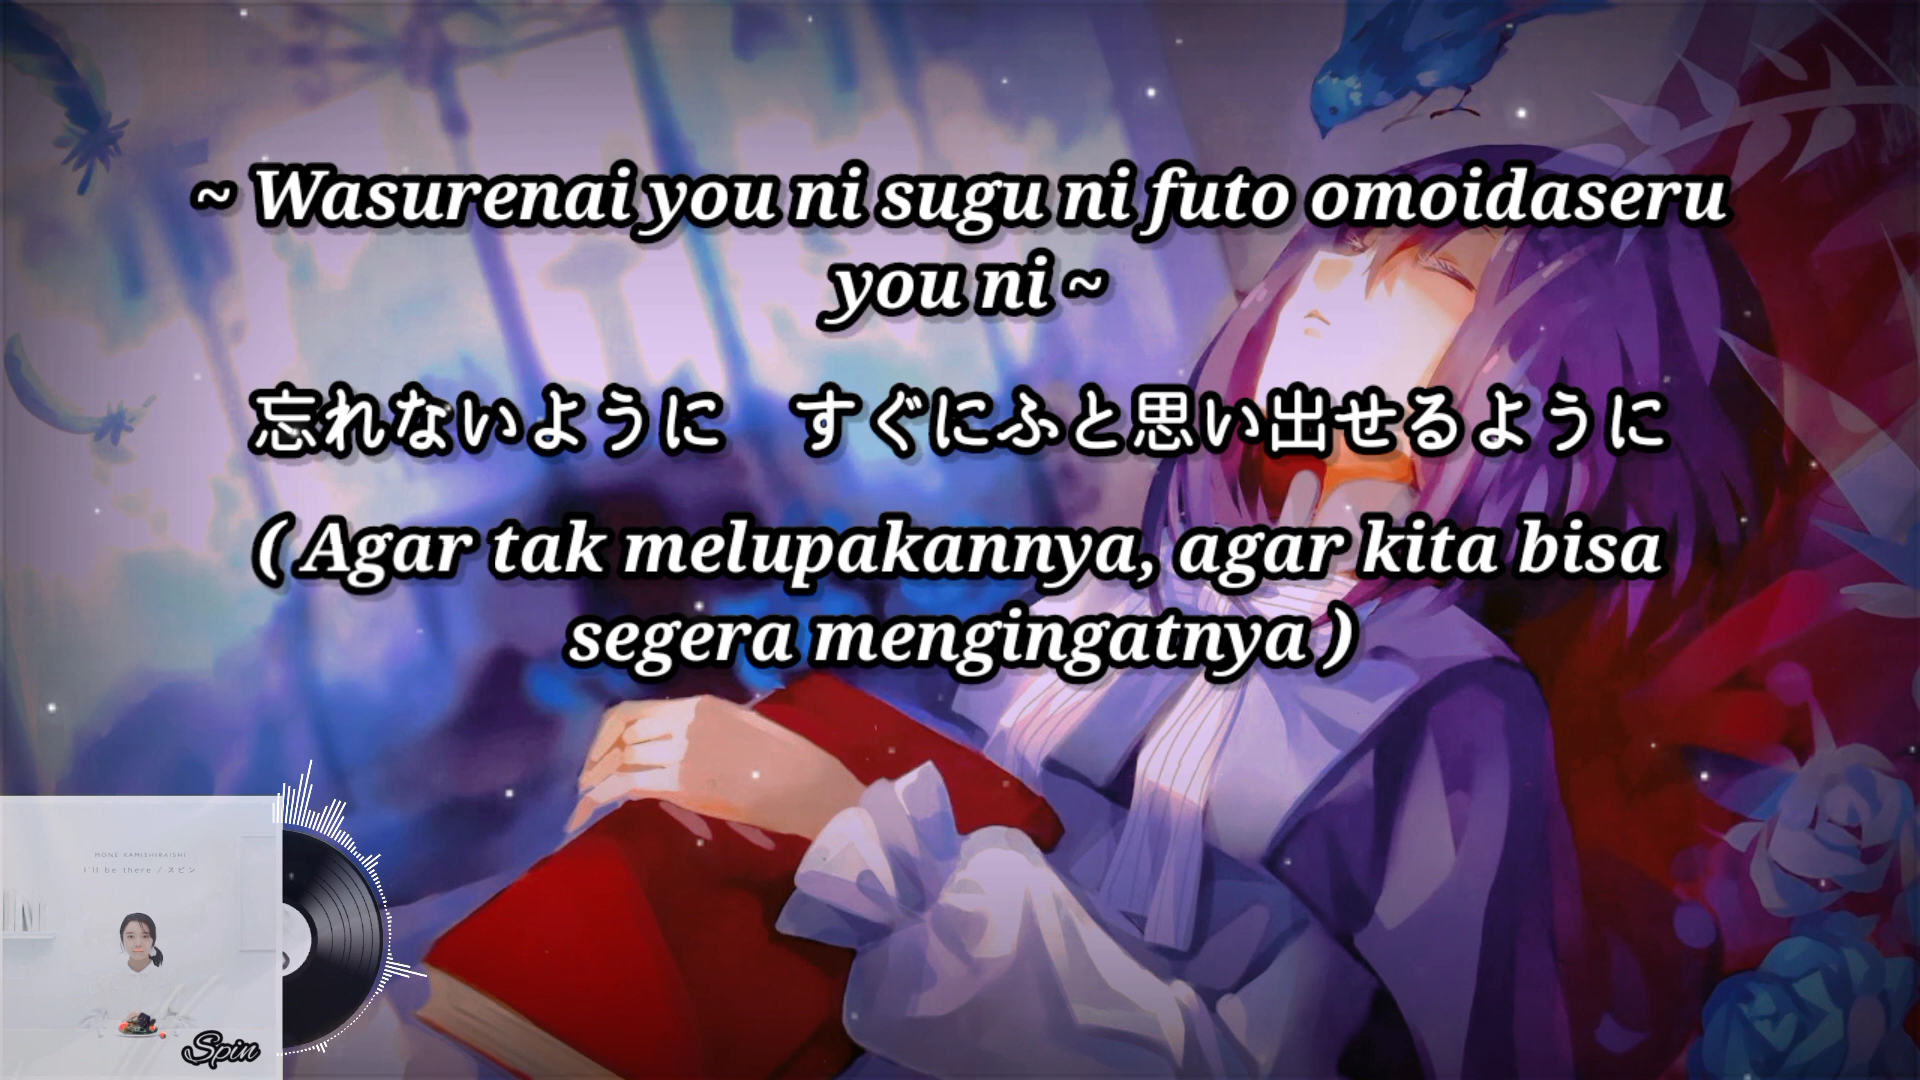 ~ Wasurenai you ni sugu ni futo omoidaseru
you ni ~
忘れないように　すぐにふと思い出せるように
( Agar tak melupakannya, agar kita bisa
segera mengingatnya )
MONE KAMISHIRAISHI
I'll be there / スピン
Spin